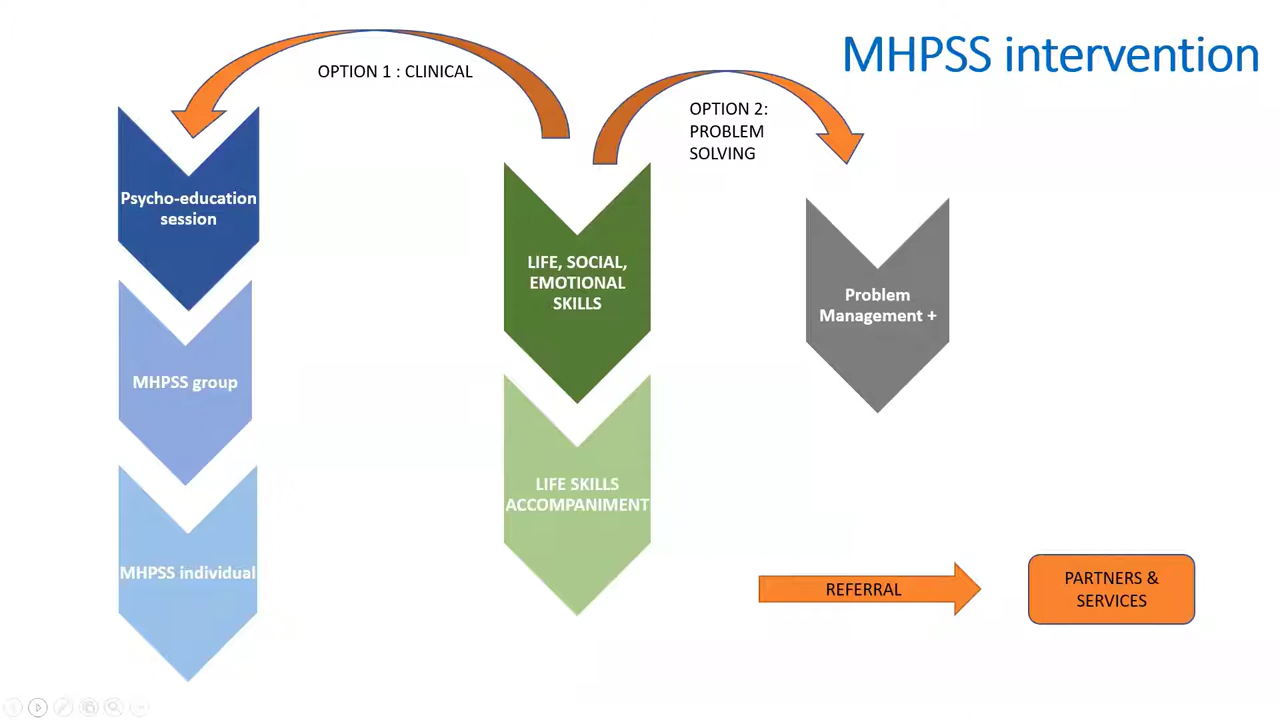 MHPSS intervention
OPTION 1 : CLINICAL
OPTION 2:
PROBLEM
SOLVING
Psycho-education
session
MHPSS group
MHPSS individual
LIFE, SOCIAL,
EMOTIONAL
SKILLS
LIFE SKILLS
ACCOMPANIMENT
Problem
Management +
REFERRAL
PARTNERS &
SERVICES